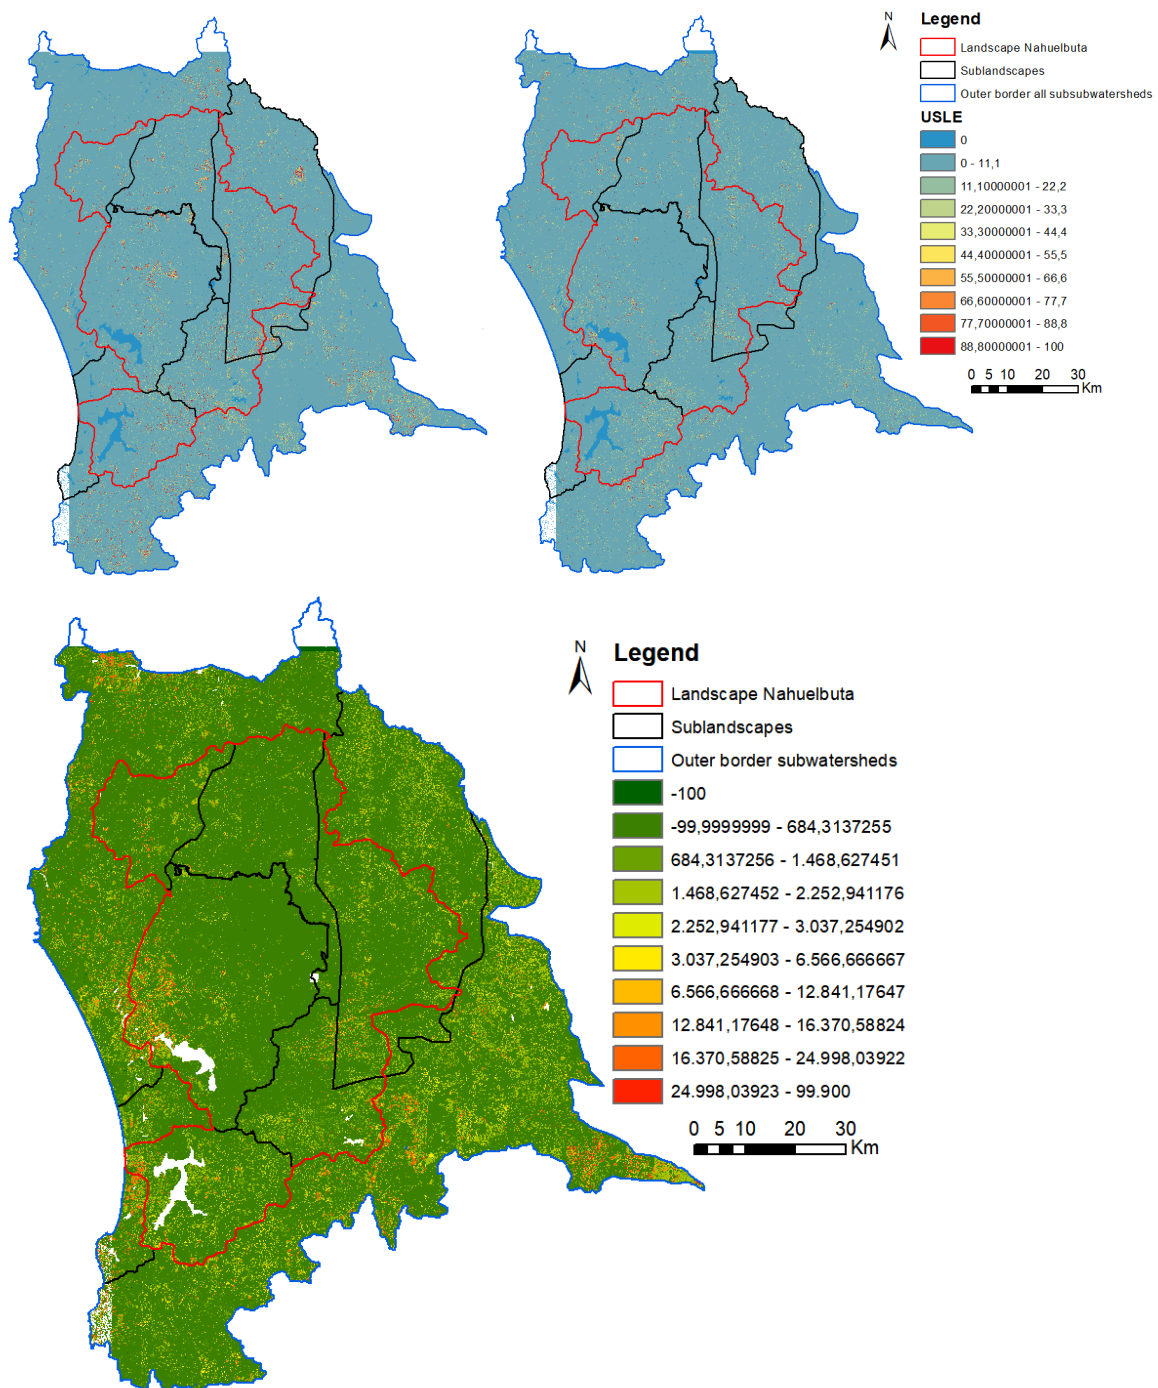 N
Legend
Landscape Nahuelbuta
Sublandscapes
Outer border all subsubwatersheds
USLE
0
0 - 11,1
11,10000001 - 22,2
22,20000001 - 33,3
33,30000001 - 44,4
44,40000001 - 55,5
55,50000001 - 66,6
66,60000001 - 77,7
77,70000001 - 88,8
88,80000001 - 100
0 5 10 20 30
Km
N
Legend
Landscape Nahuelbuta
Sublandscapes
Outer border subwatersheds
-100
-99,9999999 - 684,3137255
684,3137256 - 1.468,627451
1.468,627452 - 2.252,941176
2.252,941177 - 3.037,254902
3.037,254903 - 6.566,666667
6.566,666668 - 12.841,17647
12.841,17648 - 16.370,58824
16.370,58825 - 24.998,03922
24.998,03923 - 99.900
0 5 10 20 30
Km